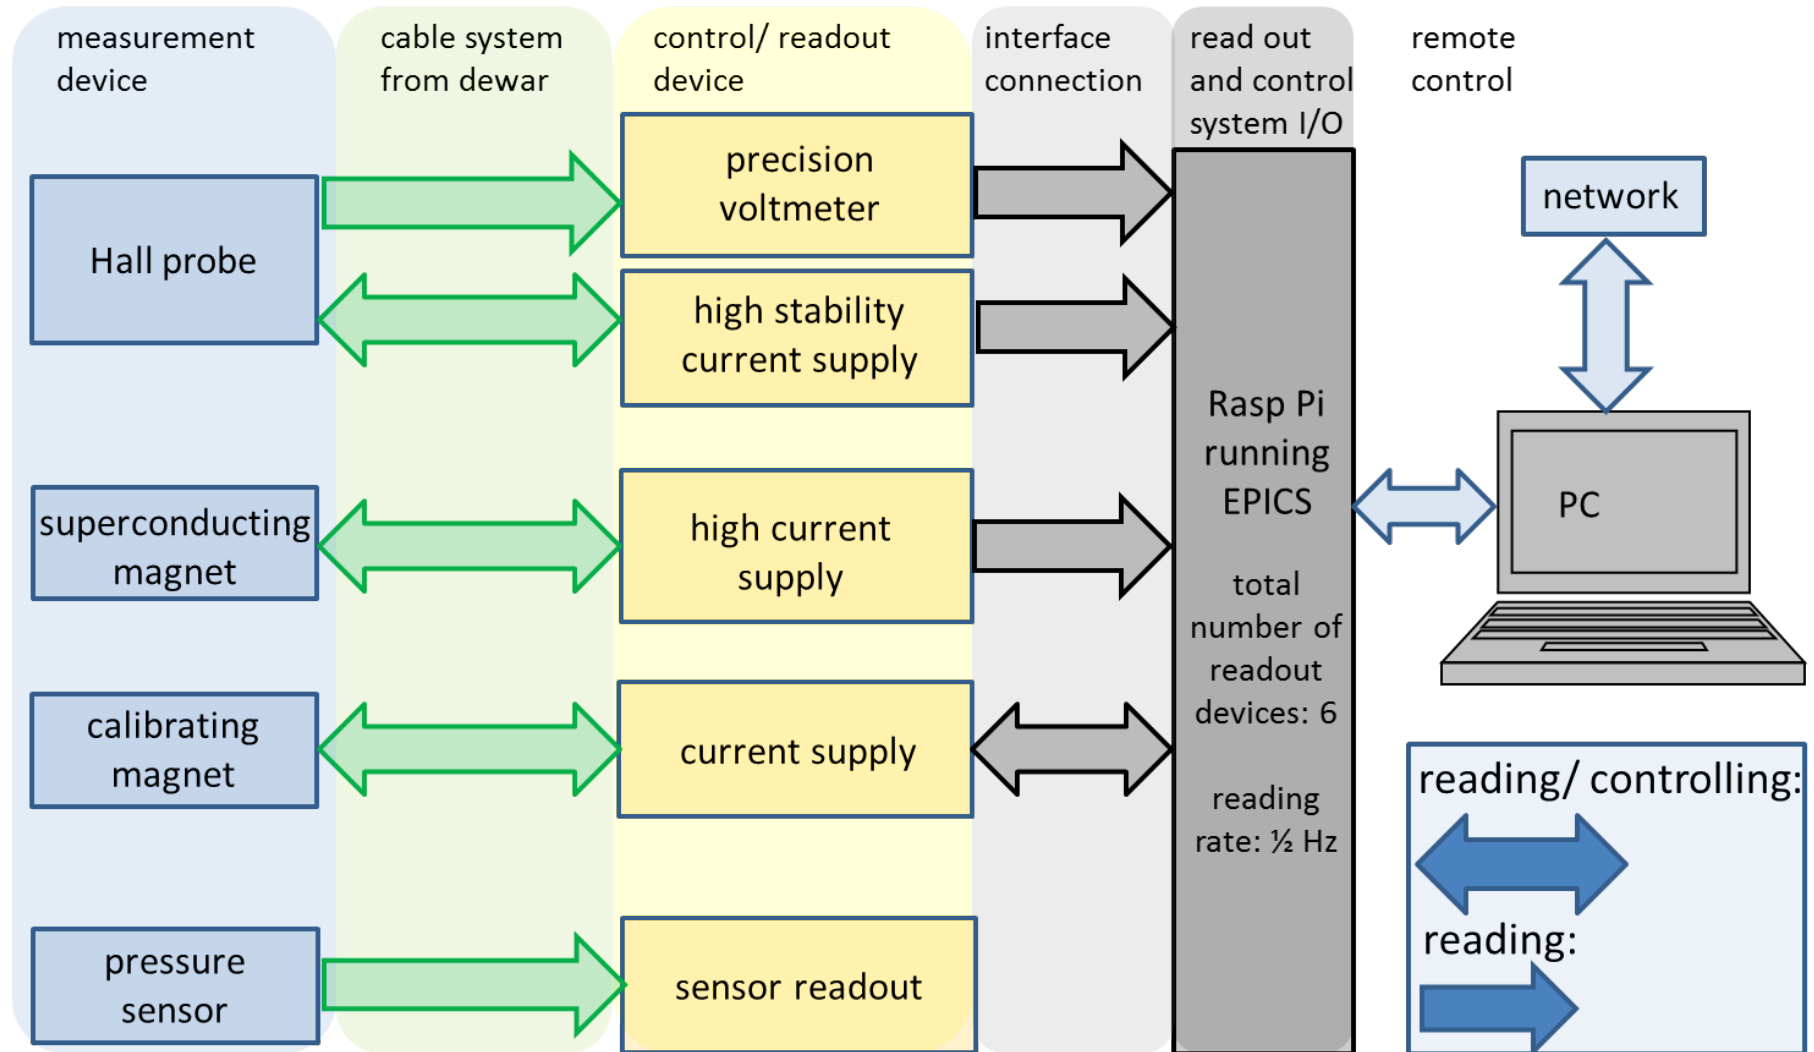 measurement
device
cable system
from dewar
control/ readout
device
interface
connection
read out
and control
system I/O
remote
control
Hall probe
precision
voltmeter
high stability
current supply
superconducting
magnet
high current
supply
calibrating
magnet
current supply
pressure
sensor
sensor readout
Rasp Pi
running
EPICS
total
number of
readout
devices: 6
reading
rate: ½ Hz
network
PC
reading/ controlling:
reading: